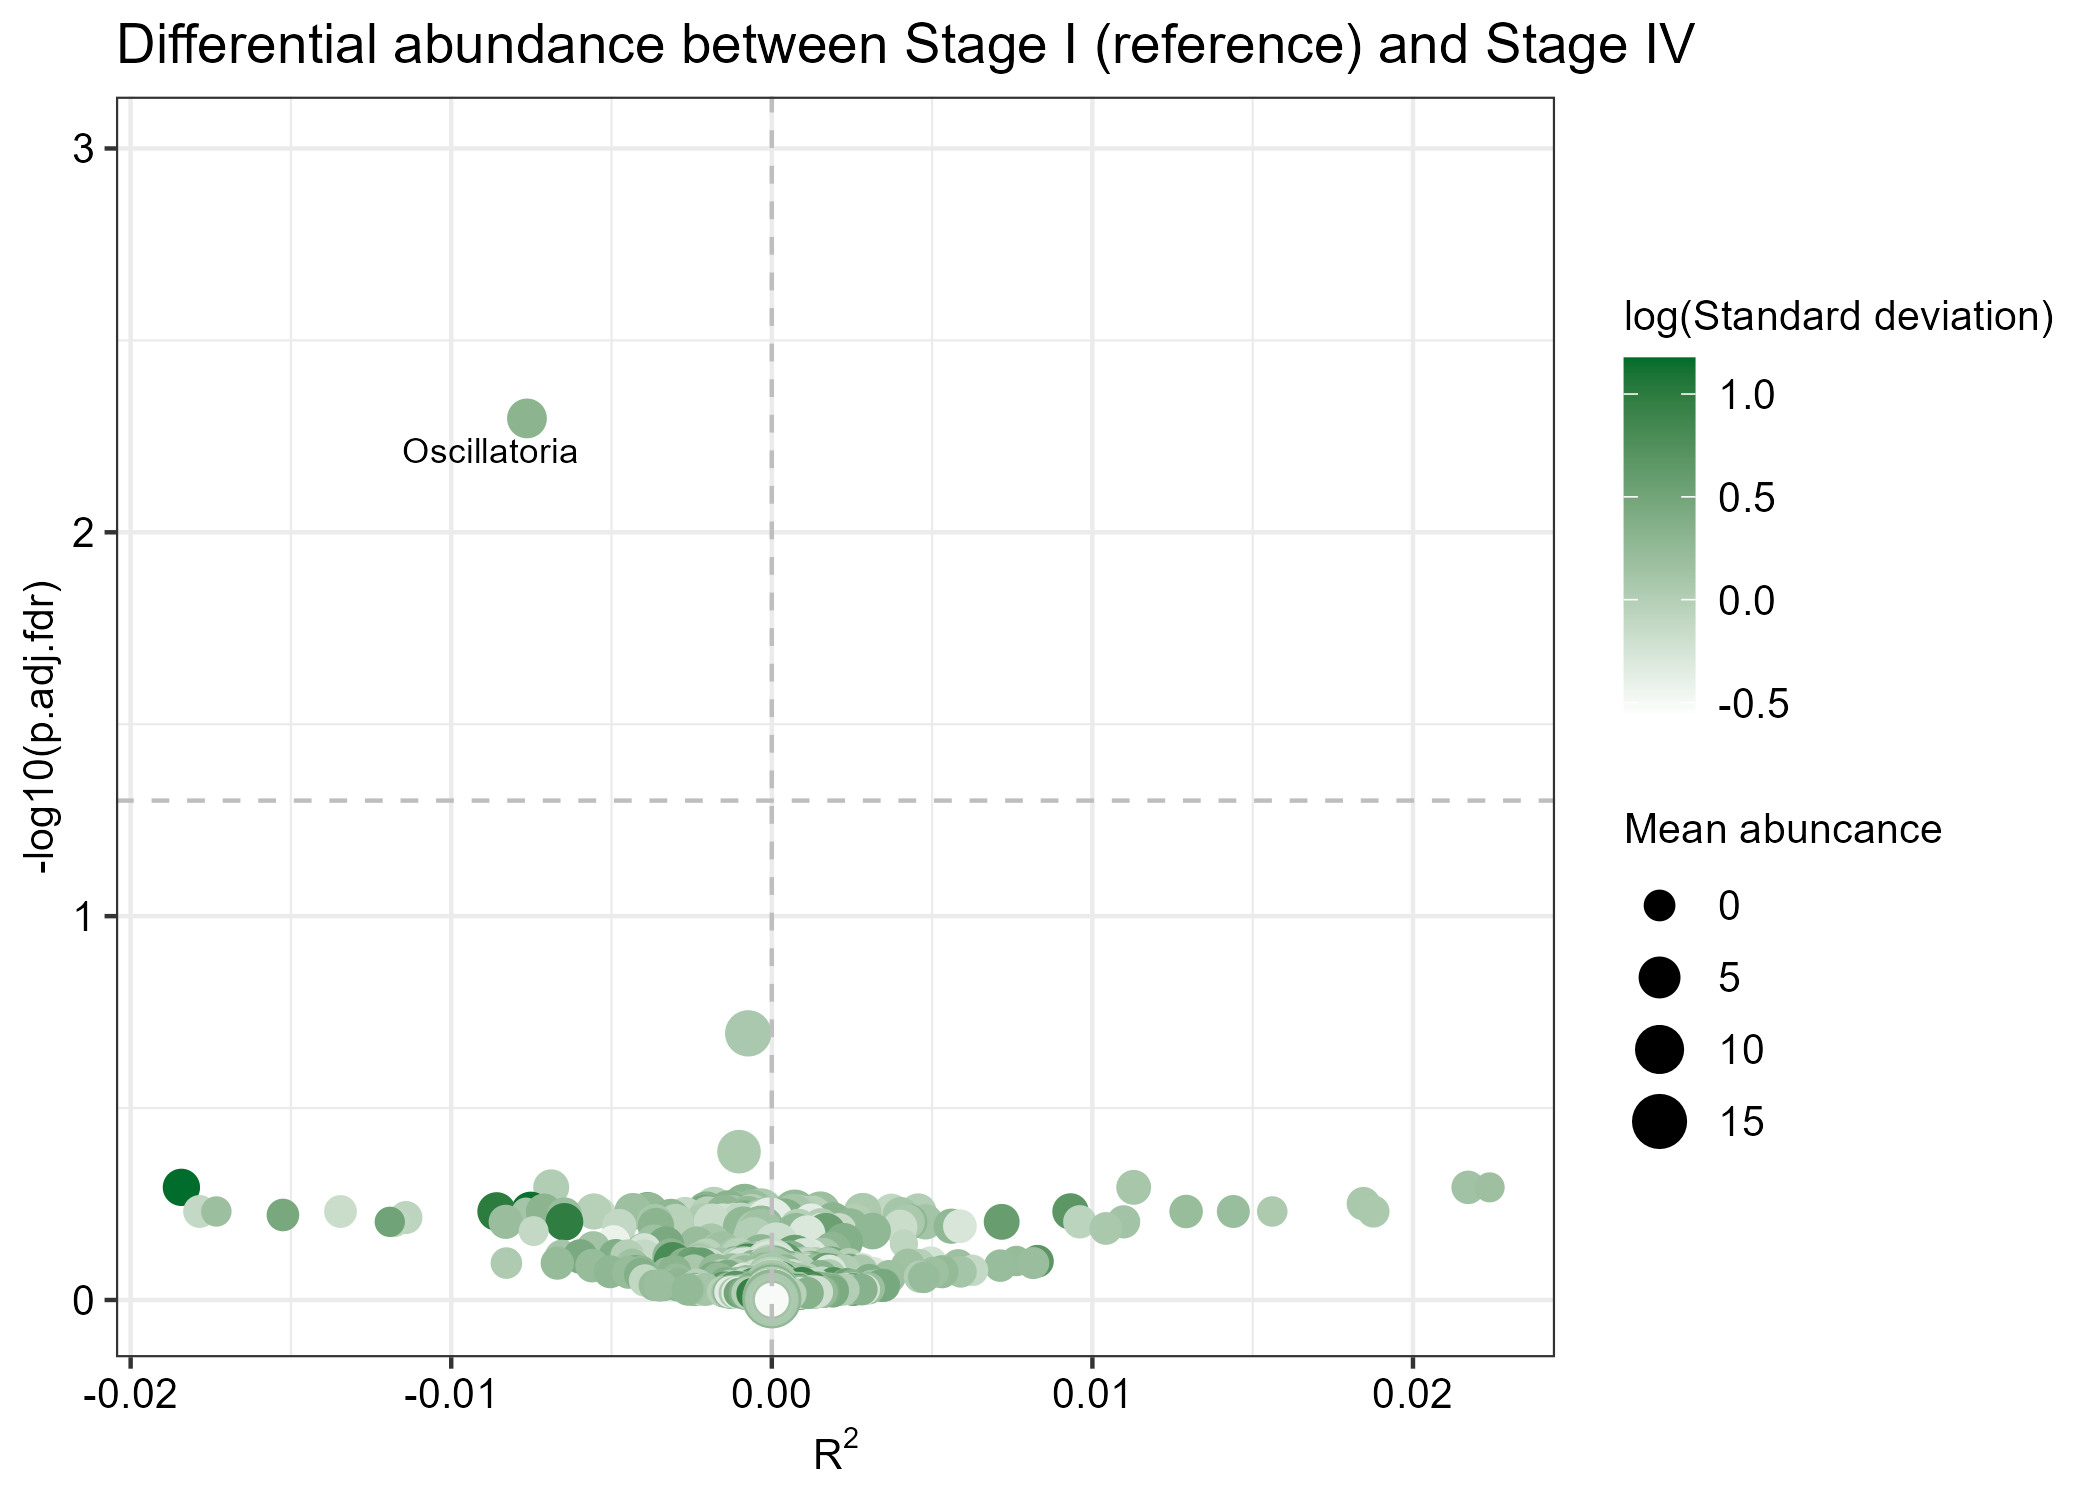 Differential abundance between Stage I (reference) and Stage IV
3
2
1
0
-log10(p.adj.fdr)
Oscillatoria
-0.02
-0.01
0.00
0.01
0.02
R²
log(Standard deviation)
1.0
0.5
0.0
-0.5
Mean abuncance
0
5
10
15